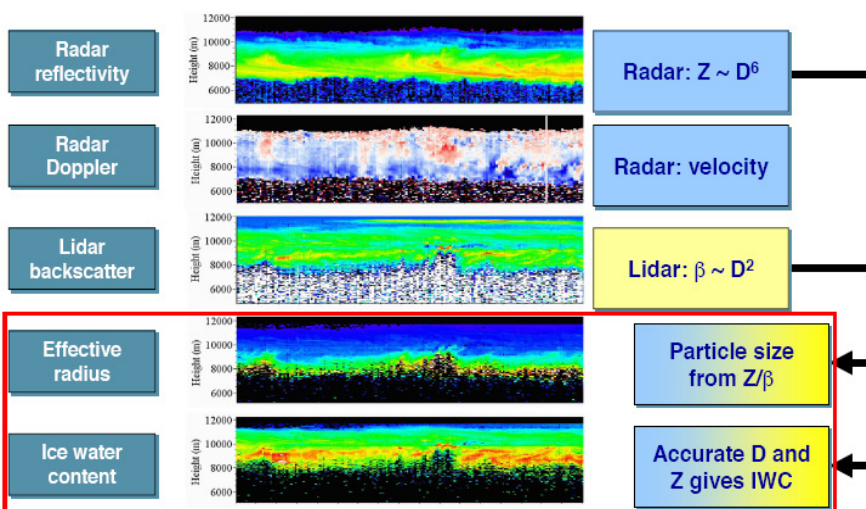 Radar
reflectivity
Height (m)
12000
10000
8000
6000
Radar: Z ~ D⁶
Radar
Doppler
Height (m)
12000
10000
8000
6000
Radar: velocity
Lidar
backscatter
Height (m)
12000
10000
8000
6000
Lidar: β ~ D²
Effective
radius
Height (m)
12000
10000
8000
6000
Particle size
from Z/β
Ice water
content
Height (m)
12000
10000
8000
6000
Accurate D and
Z gives IWC